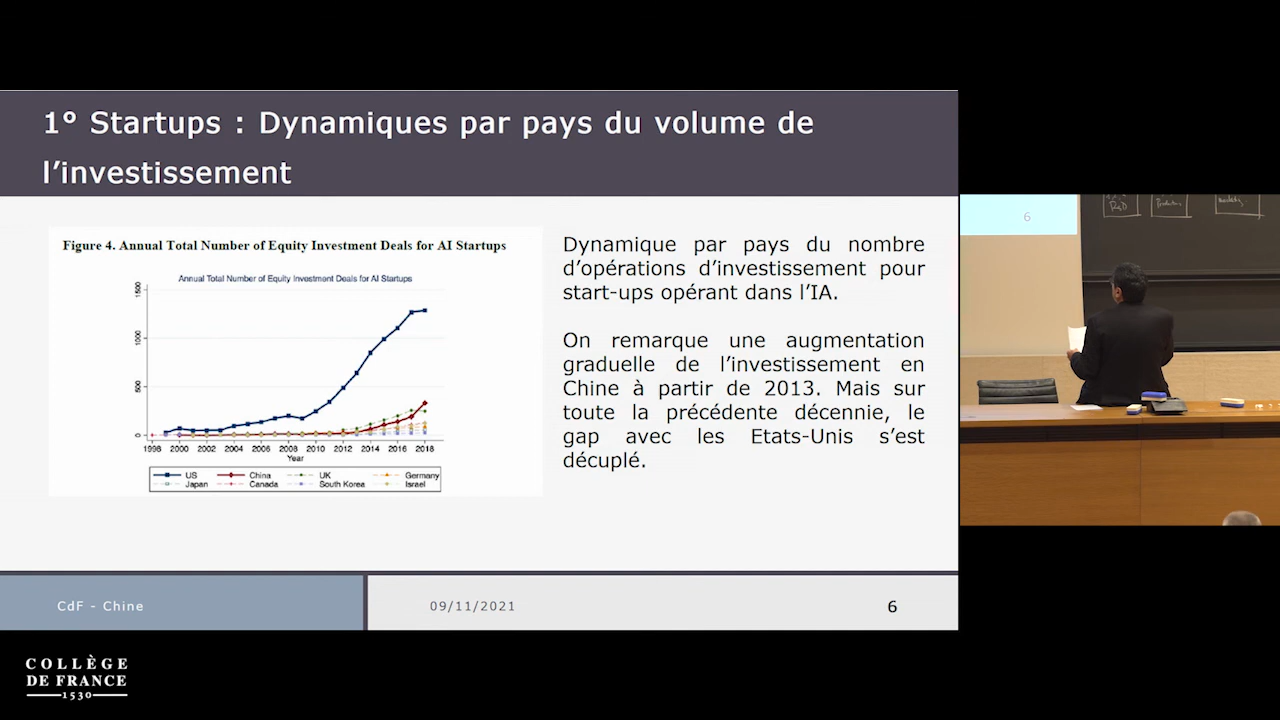 1° Startups : Dynamiques par pays du volume de
l’investissement
Figure 4. Annual Total Number of Equity Investment Deals for AI Startups
Annual Total Number of Equity Investment Deals for AI Startups
1500
1000
500
0
1998 2000 2002 2004 2006 2008 2010 2012 2014 2016 2018
Year
US China UK Germany
Japan Canada South Korea Israel
Dynamique par pays du nombre
d’opérations d’investissement pour
start-ups opérant dans l’IA.
On remarque une augmentation
graduelle de l’investissement en
Chine à partir de 2013. Mais sur
toute la précédente décennie, le
gap avec les Etats-Unis s’est
décuplé.
CdF - Chine
09/11/2021
6
6
R&D
COLLÈGE
DE FRANCE
1530